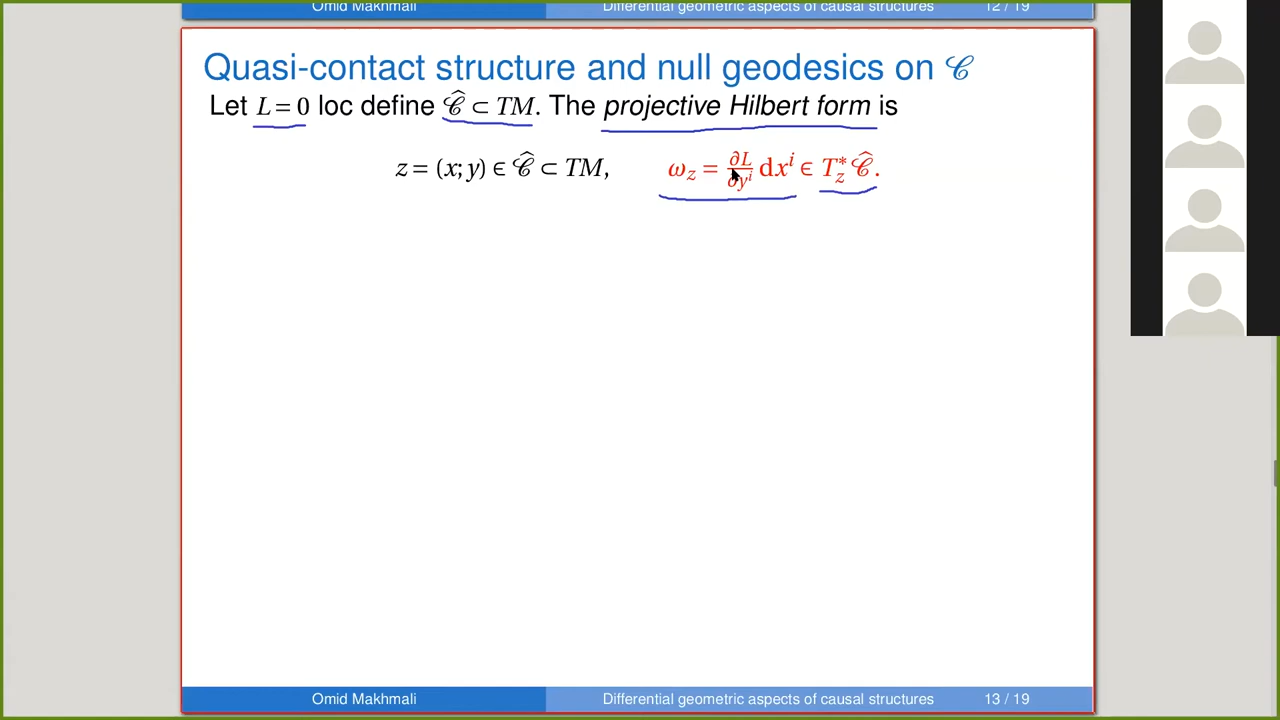 Omid Makhmali Differential geometric aspects of causal structures 12 / 19
Quasi-contact structure and null geodesics on 𝒞
Let L = 0 loc define 𝒞̂ ⊂ TM. The projective Hilbert form is
z = (x; y) ∈ 𝒞̂ ⊂ TM, ω_z = ∂L/∂yⁱ dxⁱ ∈ T*_z 𝒞̂.
Omid Makhmali Differential geometric aspects of causal structures 13 / 19